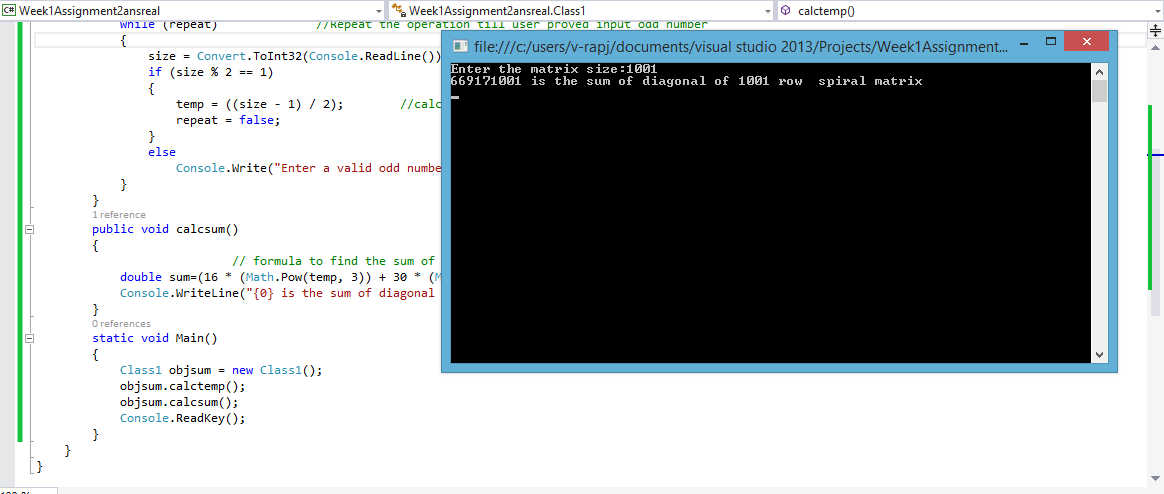 C# Week1Assignment2ansreal
Week1Assignment2ansreal.Class1
calctemp()
while (repeat) //Repeat the operation till user proved input odd number
{
size = Convert.ToInt32(Console.ReadLine())
if (size % 2 == 1)
{
temp = ((size - 1) / 2); //calc
repeat = false;
}
else
Console.Write("Enter a valid odd numbe
}
}
1 reference
public void calcsum()
{
// formula to find the sum of
double sum=(16 * (Math.Pow(temp, 3)) + 30 * (M
Console.WriteLine("{0} is the sum of diagonal
}
0 references
static void Main()
{
Class1 objsum = new Class1();
objsum.calctemp();
objsum.calcsum();
Console.ReadKey();
}
}
}
file:///c:/users/v-rapj/documents/visual studio 2013/Projects/Week1Assignment...
Enter the matrix size:1001
669171001 is the sum of diagonal of 1001 row  spiral matrix